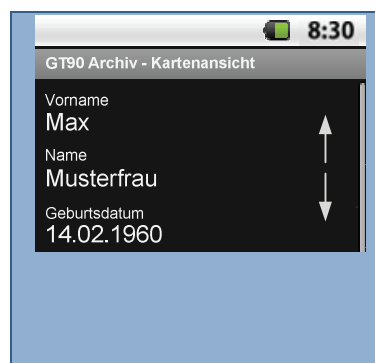 8:30
GT90 Archiv - Kartenansicht
Vorname
Max
Name
Musterfrau
Geburtsdatum
14.02.1960